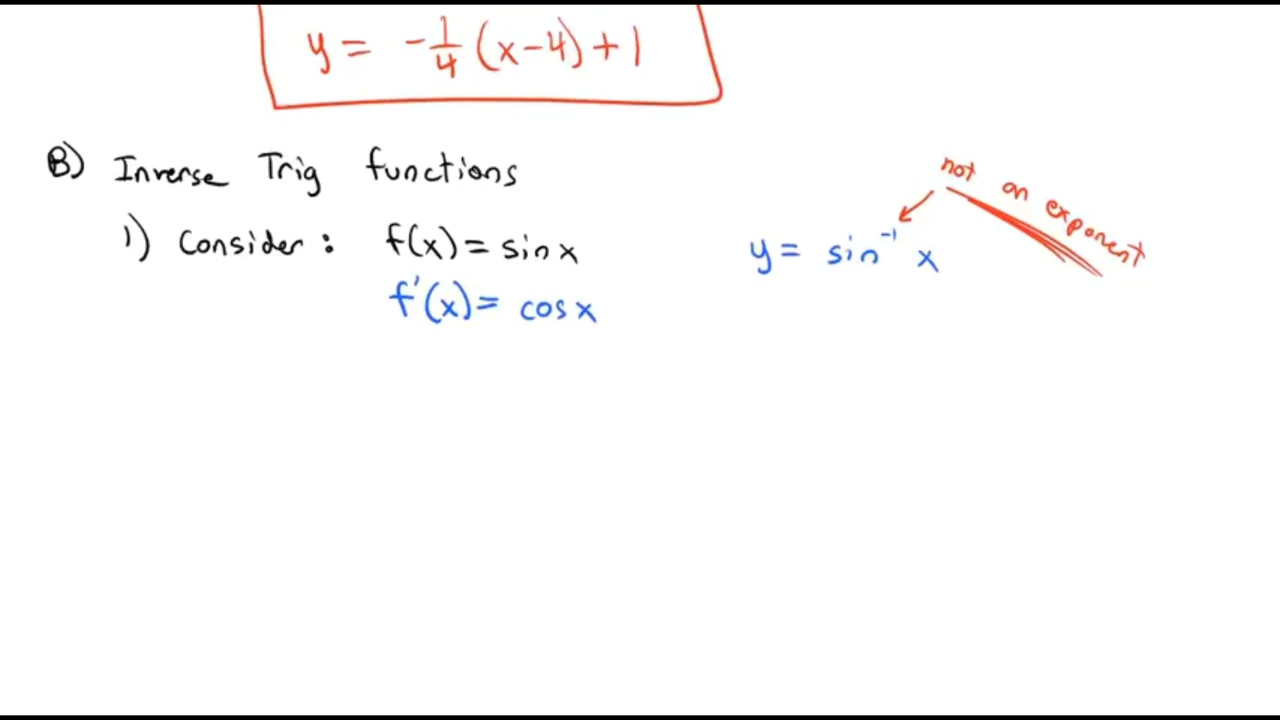 y = -1/4 (x-4) + 1
B) Inverse Trig functions
not an exponent
1) Consider: f(x) = sin x
y = sin⁻¹ x
f'(x) = cos x